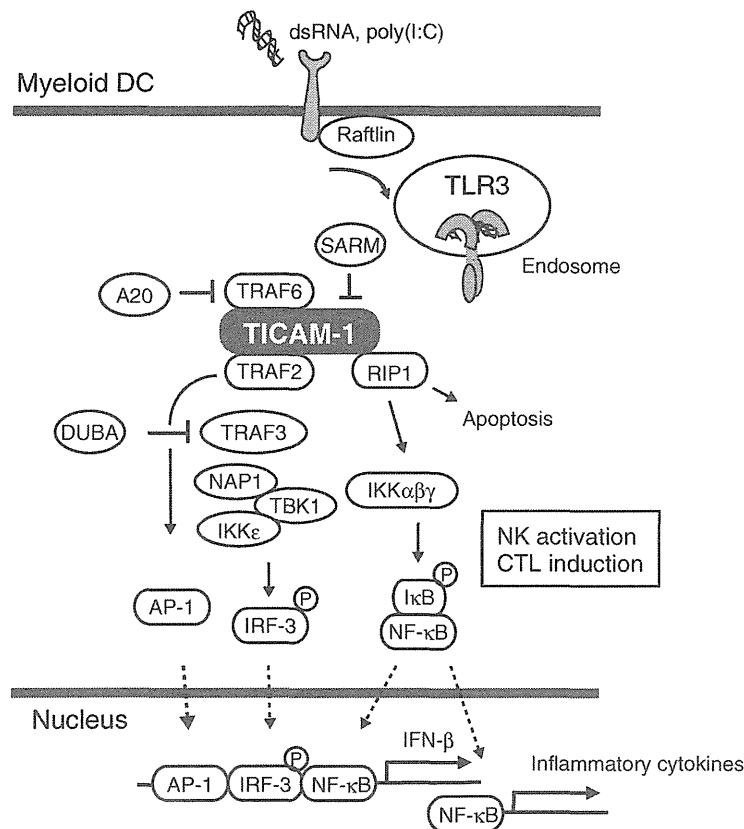 dsRNA, poly(I:C)
Myeloid DC
Raftlin
TLR3
Endosome
SARM
A20
TRAF6
TICAM-1
TRAF2
RIP1
Apoptosis
DUBA
TRAF3
NAP1
TBK1
IKKε
IKKαβγ
NK activation
CTL induction
AP-1
P
IRF-3
P
IκB
NF-κB
Nucleus
IFN-β
P
AP-1
IRF-3
NF-κB
Inflammatory cytokines
NF-κB